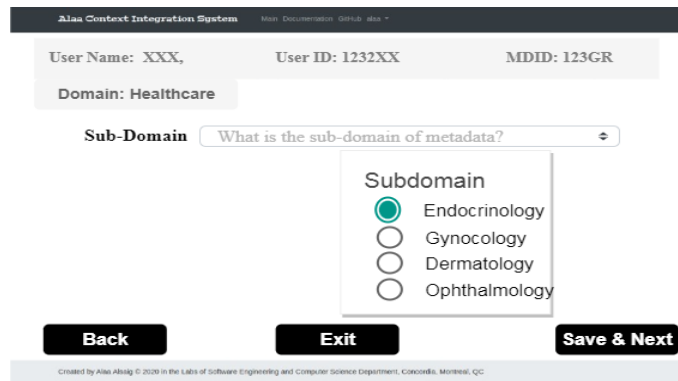 Alaa Context Integration System Main Documentation GitHub alaa
User Name: XXX, User ID: 1232XX MDID: 123GR
Domain: Healthcare
Sub-Domain What is the sub-domain of metadata?
Subdomain
Endocrinology
Gynocology
Dermatology
Ophthalmology
Back Exit Save & Next
Created by Alaa Alsaig © 2020 in the Labs of Software Engineering and Computer Science Department, Concordia, Montreal, QC